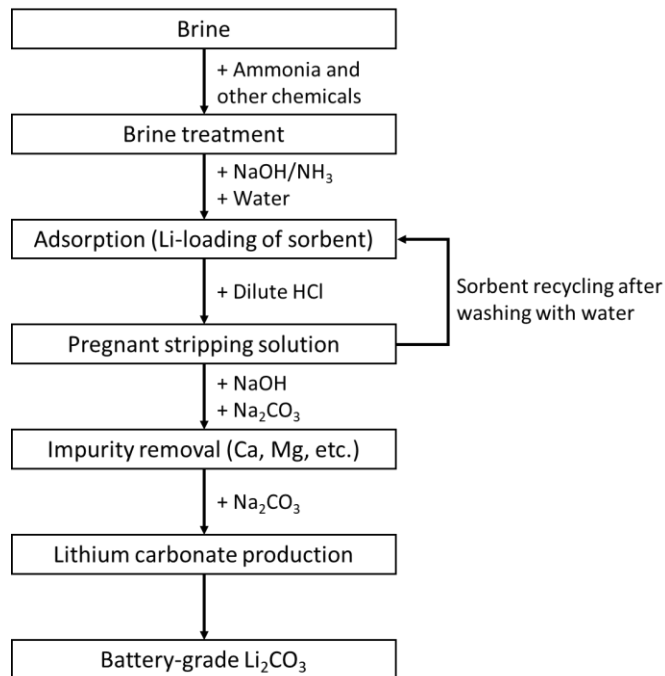 Brine
+ Ammonia and
other chemicals
Brine treatment
+ NaOH/NH₃
+ Water
Adsorption (Li-loading of sorbent)
+ Dilute HCl
Sorbent recycling after
washing with water
Pregnant stripping solution
+ NaOH
+ Na₂CO₃
Impurity removal (Ca, Mg, etc.)
+ Na₂CO₃
Lithium carbonate production
Battery-grade Li₂CO₃